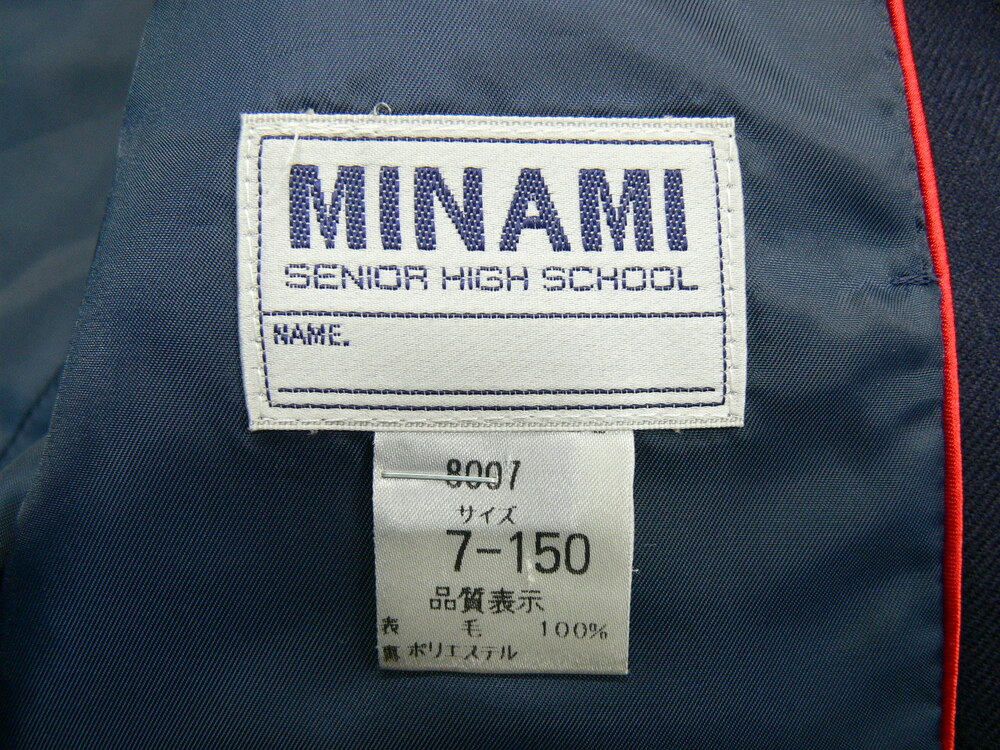 MINAMI
SENIOR HIGH SCHOOL
NAME.
8007
サイズ
7-150
品質表示
表 毛 100%
裏 ポリエステル